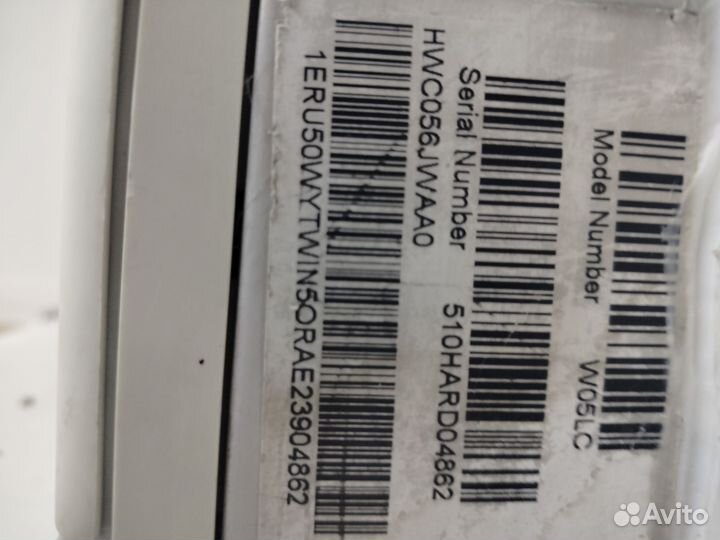 Model Number W05LC
Serial Number 510HARD04862
HWC056JWAA0
1ERU50WYTWIN5ORAE23904862
Avito